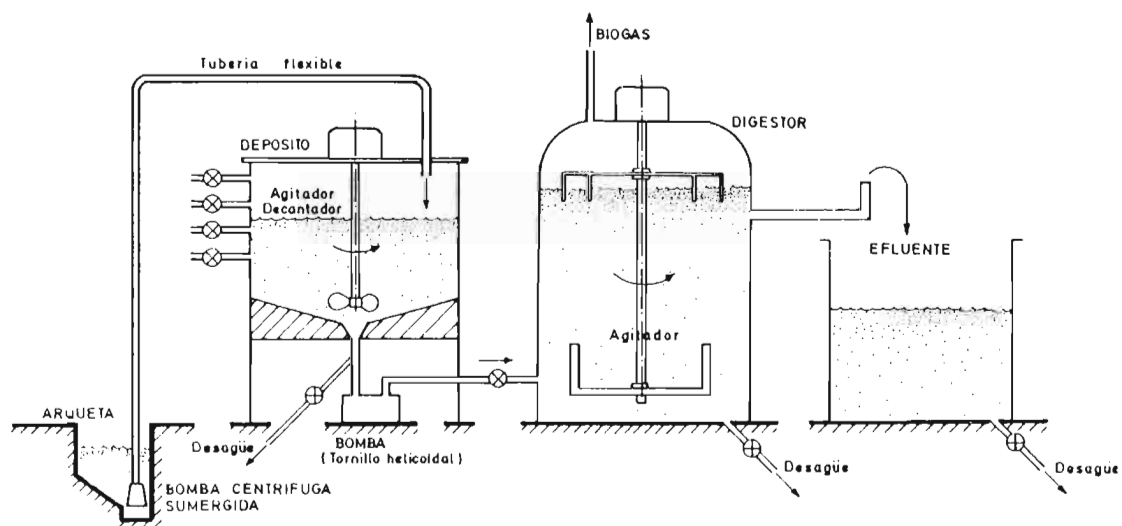 BIOGAS
Tuberia flexible
DIGESTOR
DEPOSITO
Agitador
Decantador
EFLUENTE
Agitador
ARQUETA
Desagüe
BOMBA
(Tornillo helicoidal)
Desagüe
Desagüe
BOMBA CENTRIFUGA
SUMERGIDA